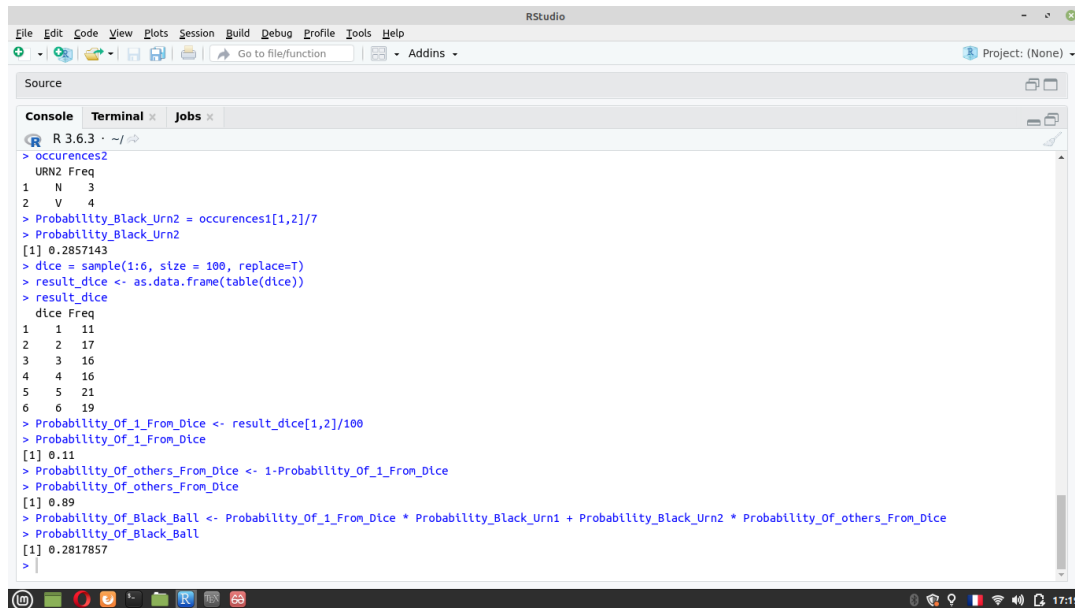 RStudio
File Edit Code View Plots Session Build Debug Profile Tools Help
Go to file/function Addins Project: (None)
Source
Console Terminal Jobs
R R 3.6.3 · ~/
> occurences2
  URN2 Freq
1    N    3
2    V    4
> Probability_Black_Urn2 = occurences1[1,2]/7
> Probability_Black_Urn2
[1] 0.2857143
> dice = sample(1:6, size = 100, replace=T)
> result_dice <- as.data.frame(table(dice))
> result_dice
  dice Freq
1    1   11
2    2   17
3    3   16
4    4   16
5    5   21
6    6   19
> Probability_Of_1_From_Dice <- result_dice[1,2]/100
> Probability_Of_1_From_Dice
[1] 0.11
> Probability_Of_others_From_Dice <- 1-Probability_Of_1_From_Dice
> Probability_Of_others_From_Dice
[1] 0.89
> Probability_Of_Black_Ball <- Probability_Of_1_From_Dice * Probability_Black_Urn1 + Probability_Black_Urn2 * Probability_Of_others_From_Dice
> Probability_Of_Black_Ball
[1] 0.2817857
>
R TEX 17:1